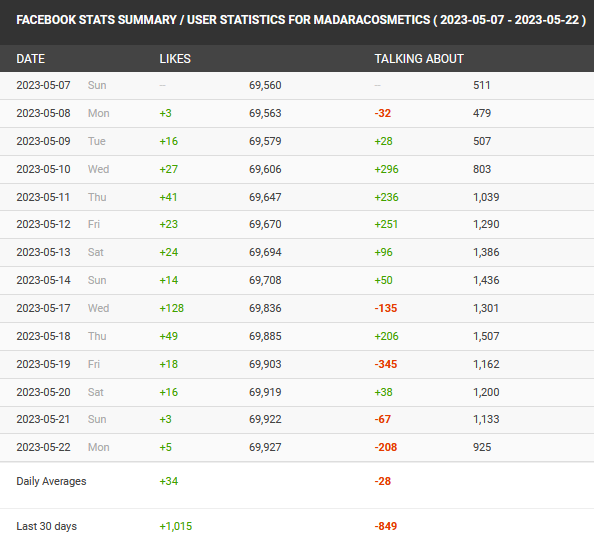 FACEBOOK STATS SUMMARY / USER STATISTICS FOR MADARACOSMETICS ( 2023-05-07 - 2023-05-22 )
DATE LIKES TALKING ABOUT
2023-05-07 Sun -- 69,560 -- 511
2023-05-08 Mon +3 69,563 -32 479
2023-05-09 Tue +16 69,579 +28 507
2023-05-10 Wed +27 69,606 +296 803
2023-05-11 Thu +41 69,647 +236 1,039
2023-05-12 Fri +23 69,670 +251 1,290
2023-05-13 Sat +24 69,694 +96 1,386
2023-05-14 Sun +14 69,708 +50 1,436
2023-05-17 Wed +128 69,836 -135 1,301
2023-05-18 Thu +49 69,885 +206 1,507
2023-05-19 Fri +18 69,903 -345 1,162
2023-05-20 Sat +16 69,919 +38 1,200
2023-05-21 Sun +3 69,922 -67 1,133
2023-05-22 Mon +5 69,927 -208 925
Daily Averages +34 -28
Last 30 days +1,015 -849